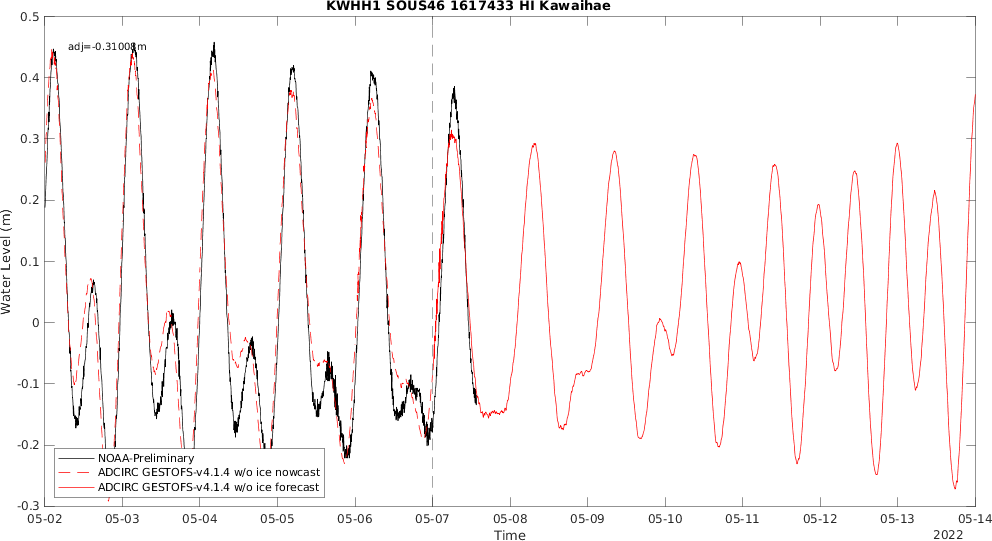 KWHH1 SOUS46 1617433 HI Kawaihae
adj=-0.31008m
0.5
0.4
0.3
0.2
0.1
0
-0.1
-0.2
-0.3
Water Level (m)
NOAA-Preliminary
ADCIRC GESTOFS-v4.1.4 w/o ice nowcast
ADCIRC GESTOFS-v4.1.4 w/o ice forecast
05-02 05-03 05-04 05-05 05-06 05-07 05-08 05-09 05-10 05-11 05-12 05-13 05-14
Time
2022